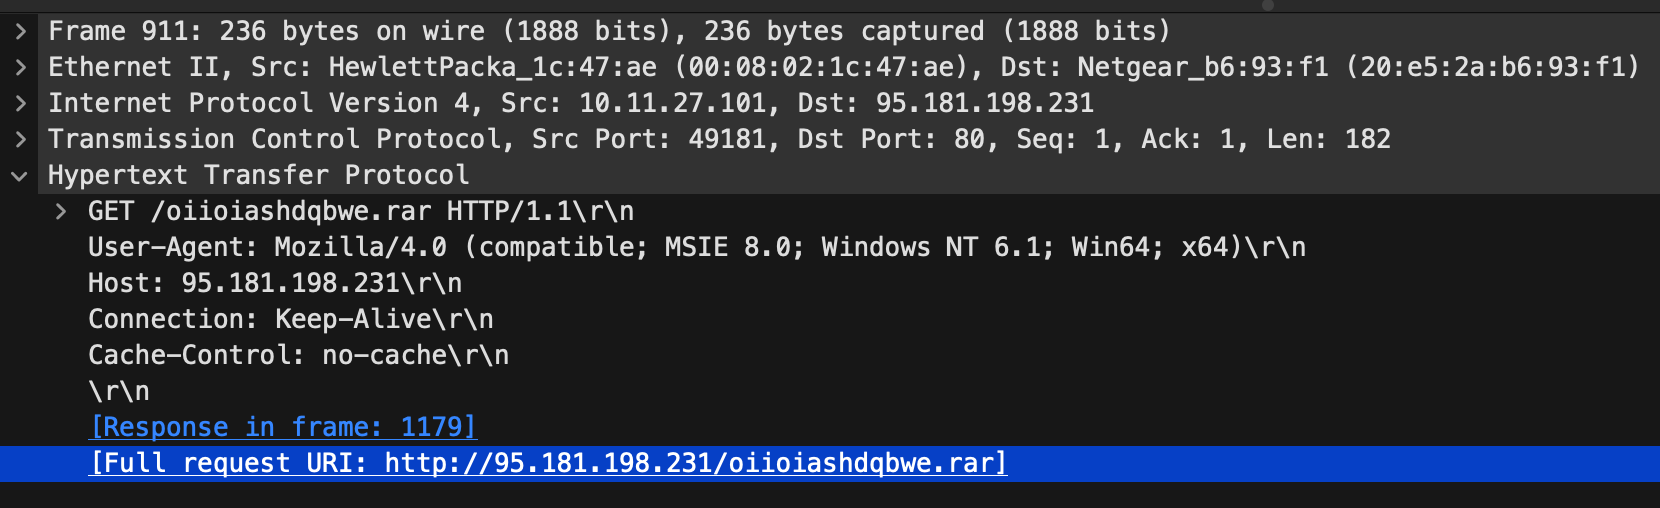 Frame 911: 236 bytes on wire (1888 bits), 236 bytes captured (1888 bits)
Ethernet II, Src: HewlettPacka_1c:47:ae (00:08:02:1c:47:ae), Dst: Netgear_b6:93:f1 (20:e5:2a:b6:93:f1)
Internet Protocol Version 4, Src: 10.11.27.101, Dst: 95.181.198.231
Transmission Control Protocol, Src Port: 49181, Dst Port: 80, Seq: 1, Ack: 1, Len: 182
Hypertext Transfer Protocol
GET /oiioiashdqbwe.rar HTTP/1.1\r\n
User-Agent: Mozilla/4.0 (compatible; MSIE 8.0; Windows NT 6.1; Win64; x64)\r\n
Host: 95.181.198.231\r\n
Connection: Keep-Alive\r\n
Cache-Control: no-cache\r\n
\r\n
[Response in frame: 1179]
[Full request URI: http://95.181.198.231/oiioiashdqbwe.rar]